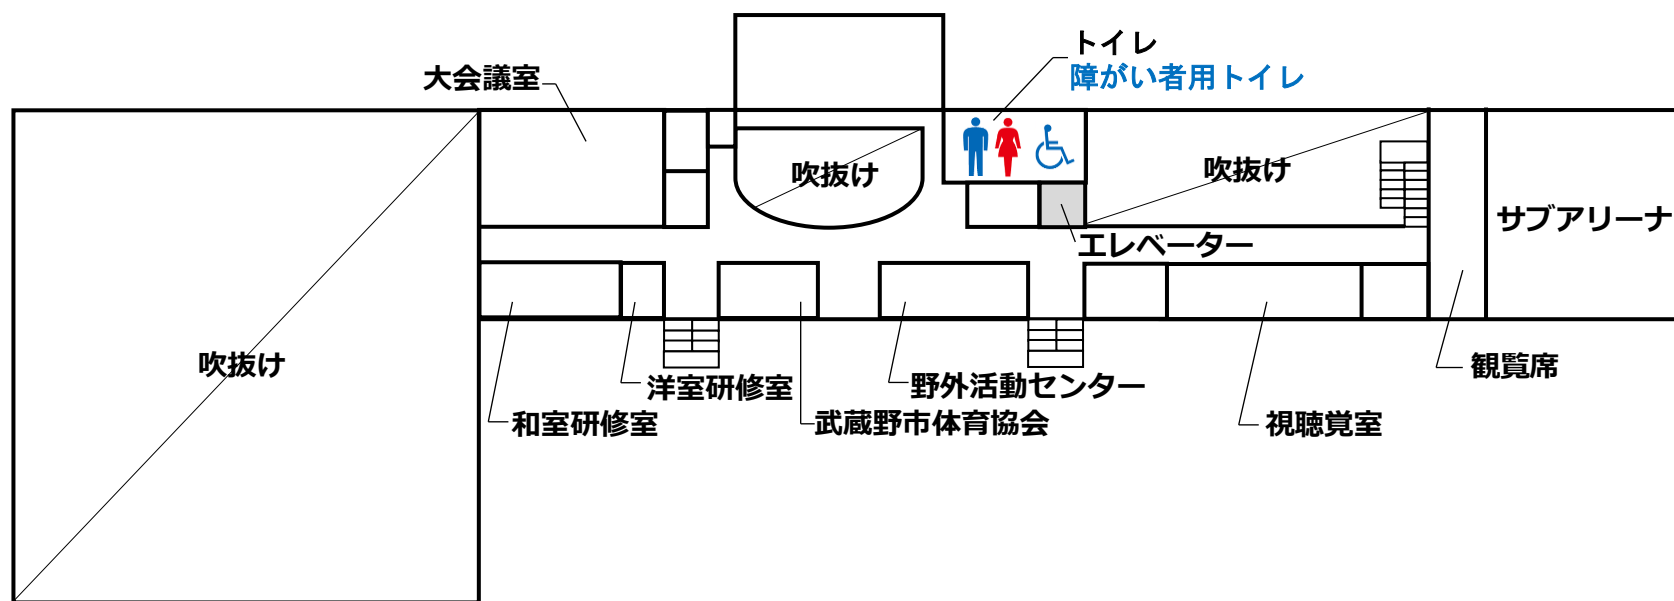 トイレ
障がい者用トイレ
大会議室
吹抜け
吹抜け
サブアリーナ
エレベーター
吹抜け
観覧席
洋室研修室
野外活動センター
和室研修室
武蔵野市体育協会
視聴覚室